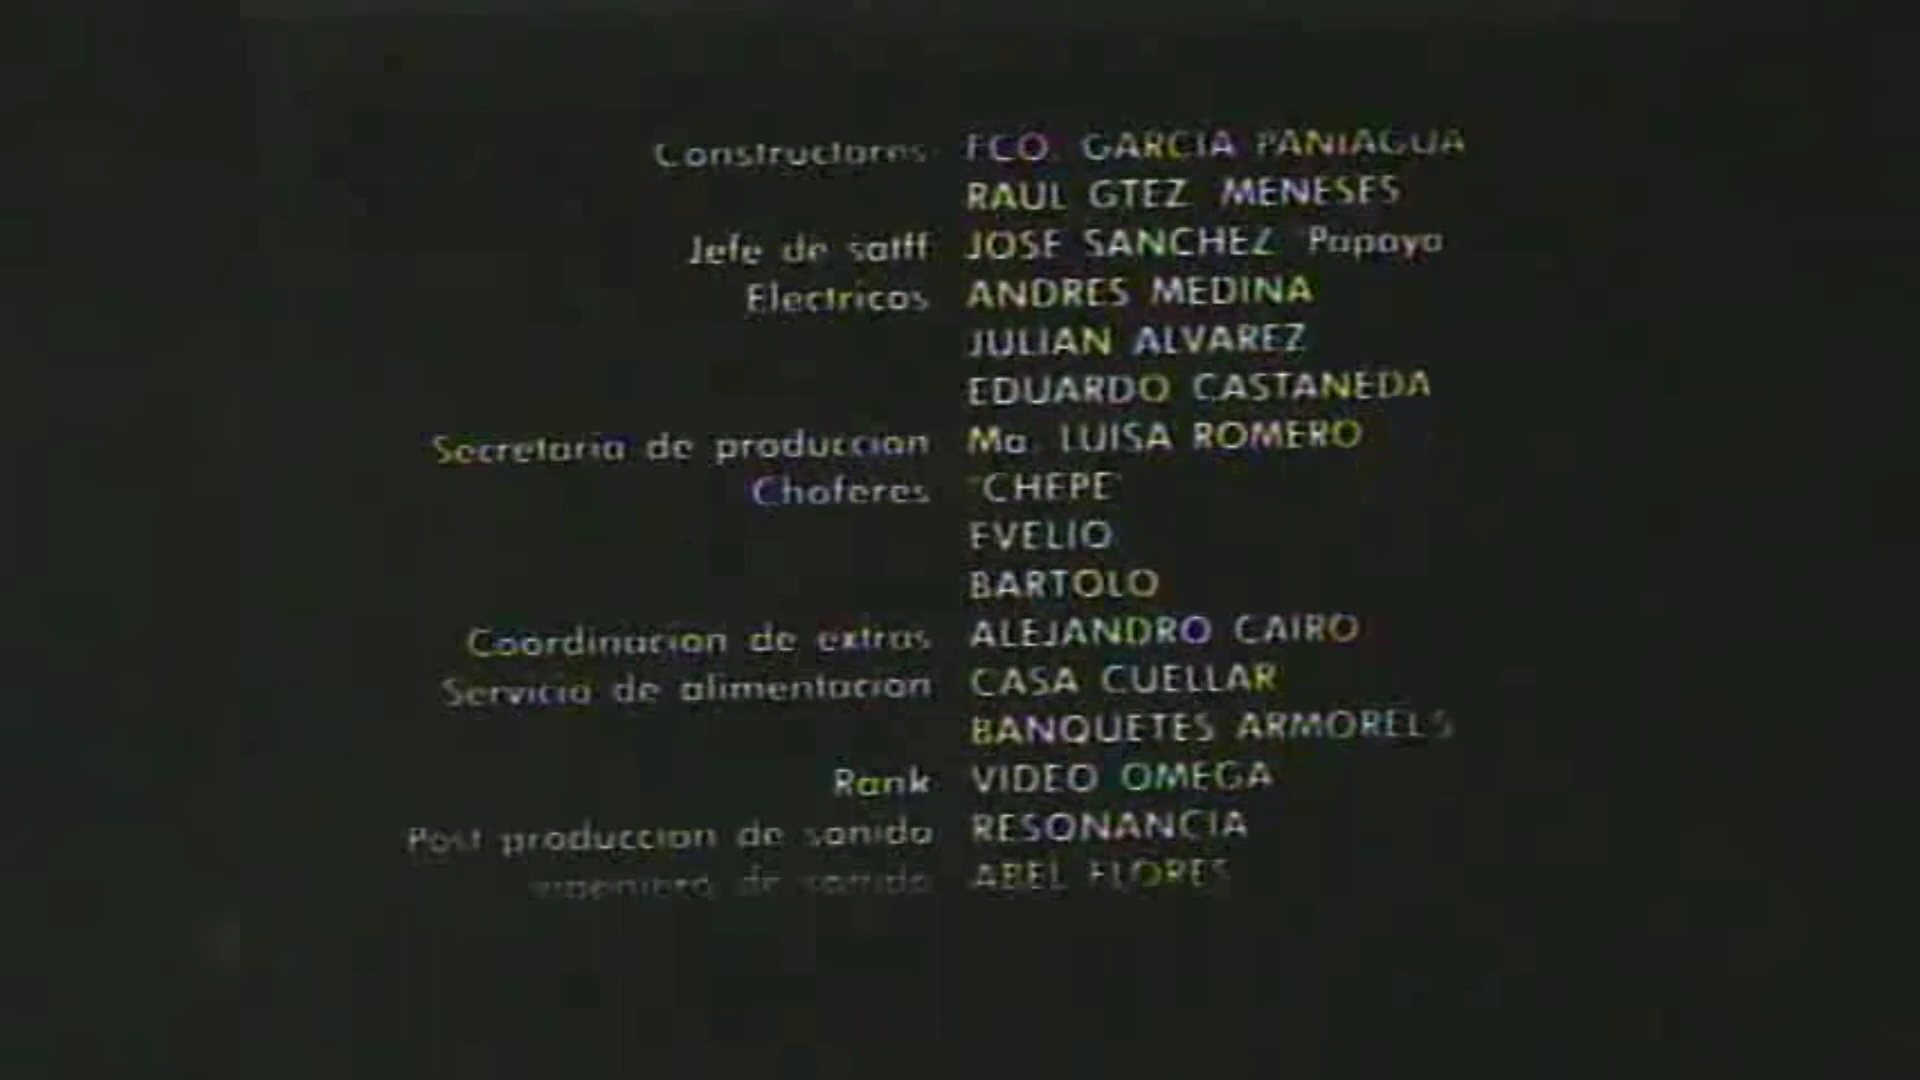 Constructores FCO. GARCIA PANIAGUA
RAUL GTEZ. MENESES
Jefe de satff JOSE SANCHEZ "Papaya"
Electricos ANDRES MEDINA
JULIAN ALVAREZ
EDUARDO CASTANEDA
Secretaria de produccion Ma. LUISA ROMERO
Choferes "CHEPE"
EVELIO
BARTOLO
Coordinacion de extras ALEJANDRO CAIRO
Servicio de alimentacion CASA CUELLAR
BANQUETES ARMORELS
Rank VIDEO OMEGA
Post produccion de sonido RESONANCIA
Ingeniero de sonido ABEL FLORES